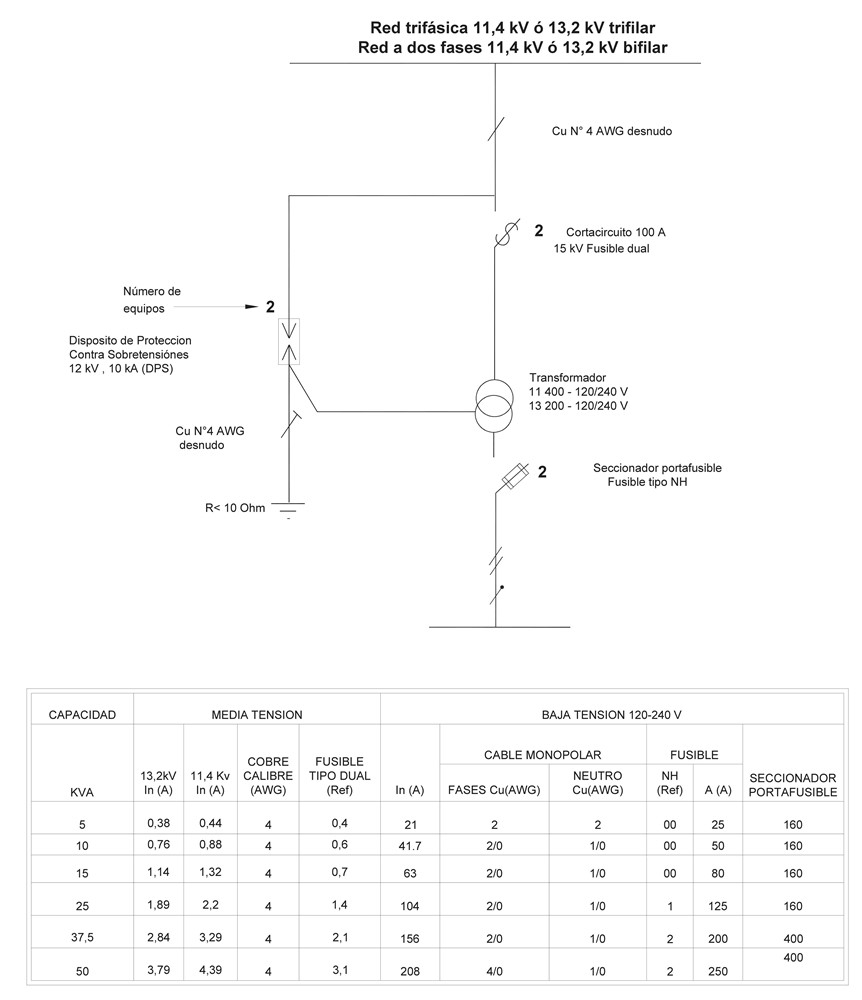 Red trifásica 11,4 kV ó 13,2 kV trifilar
Red a dos fases 11,4 kV ó 13,2 kV bifilar
Cu N° 4 AWG desnudo
2
Cortacircuito 100 A
15 kV Fusible dual
Número de
equipos
2
Disposito de Proteccion
Contra Sobretensiónes
12 kV , 10 kA (DPS)
Transformador
11 400 - 120/240 V
13 200 - 120/240 V
Cu N°4 AWG
desnudo
2
Seccionador portafusible
Fusible tipo NH
R< 10 Ohm
CAPACIDAD MEDIA TENSION BAJA TENSION 120-240 V
CABLE MONOPOLAR FUSIBLE
KVA
13,2kV
In (A)
11,4 Kv
In (A)
COBRE
CALIBRE
(AWG)
FUSIBLE
TIPO DUAL
(Ref)
In (A)
FASES Cu(AWG)
NEUTRO
Cu(AWG)
NH
(Ref)
A (A)
SECCIONADOR
PORTAFUSIBLE
5 0,38 0,44 4 0,4 21 2 2 00 25 160
10 0,76 0,88 4 0,6 41.7 2/0 1/0 00 50 160
15 1,14 1,32 4 0,7 63 2/0 1/0 00 80 160
25 1,89 2,2 4 1,4 104 2/0 1/0 1 125 160
37,5 2,84 3,29 4 2,1 156 2/0 1/0 2 200 400
50 3,79 4,39 4 3,1 208 4/0 1/0 2 250 400